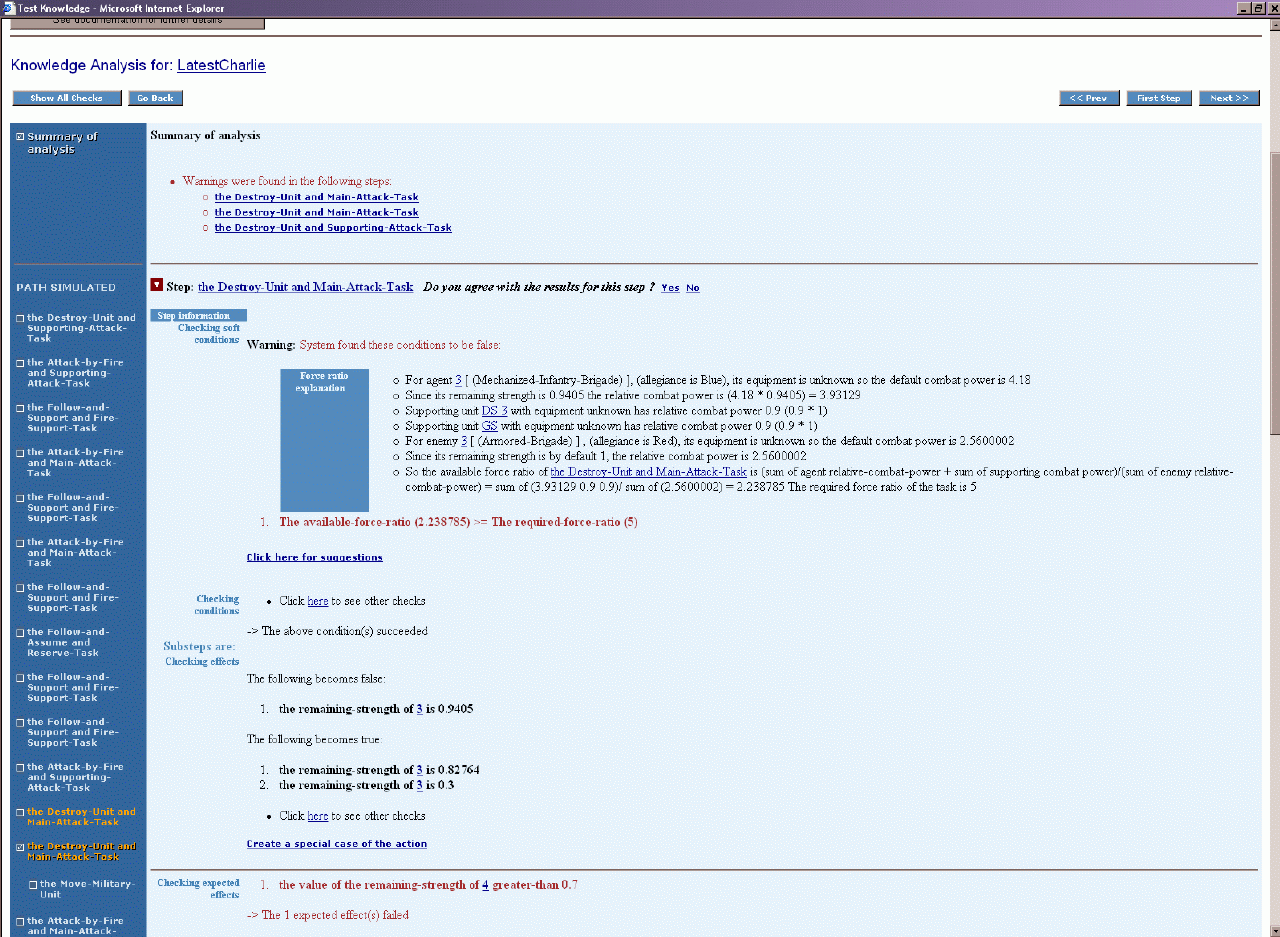 Test Knowledge - Microsoft Internet Explorer
See documentation for further details
Knowledge Analysis for: LatestCharlie
Show All Checks Go Back << Prev First Step Next >>
Summary of
analysis
Summary of analysis
Warnings were found in the following steps:
the Destroy-Unit and Main-Attack-Task
the Destroy-Unit and Main-Attack-Task
the Destroy-Unit and Supporting-Attack-Task
PATH SIMULATED
the Destroy-Unit and
Supporting-Attack-
Task
the Attack-by-Fire
and Supporting-
Attack-Task
the Follow-and-
Support and Fire-
Support-Task
the Attack-by-Fire
and Main-Attack-
Task
the Follow-and-
Support and Fire-
Support-Task
the Attack-by-Fire
and Main-Attack-
Task
the Follow-and-
Support and Fire-
Support-Task
the Follow-and-
Assume and
Reserve-Task
the Follow-and-
Support and Fire-
Support-Task
the Follow-and-
Support and Fire-
Support-Task
the Attack-by-Fire
and Supporting-
Attack-Task
the Destroy-Unit and
Main-Attack-Task
the Destroy-Unit and
Main-Attack-Task
the Move-Military-
Unit
the Attack-by-Fire
and Main-Attack-
Step: the Destroy-Unit and Main-Attack-Task Do you agree with the results for this step ? Yes No
Step information
Checking soft
conditions
Warning: System found these conditions to be false:
Force ratio
explanation
For agent 3 [ (Mechanized-Infantry-Brigade) ], (allegiance is Blue), its equipment is unknown so the default combat power is 4.18
Since its remaining strength is 0.9405 the relative combat power is (4.18 * 0.9405) = 3.93129
Supporting unit DS 3 with equipment unknown has relative combat power 0.9 (0.9 * 1)
Supporting unit GS with equipment unknown has relative combat power 0.9 (0.9 * 1)
For enemy 3 [ (Armored-Brigade) ] , (allegiance is Red), its equipment is unknown so the default combat power is 2.5600002
Since its remaining strength is by default 1, the relative combat power is 2.5600002
So the available force ratio of the Destroy-Unit and Main-Attack-Task is (sum of agent relative-combat-power + sum of supporting combat power)/(sum of enemy relative-
combat-power) = sum of (3.93129 0.9 0.9)/ sum of (2.5600002) = 2.238785 The required force ratio of the task is 5
1. The available-force-ratio (2.238785) >= The required-force-ratio (5)
Click here for suggestions
Checking
conditions
Click here to see other checks
-> The above condition(s) succeeded
Substeps are:
Checking effects
The following becomes false:
1. the remaining-strength of 3 is 0.9405
The following becomes true:
1. the remaining-strength of 3 is 0.82764
2. the remaining-strength of 3 is 0.3
Click here to see other checks
Create a special case of the action
Checking expected
effects
1. the value of the remaining-strength of 4 greater-than 0.7
-> The 1 expected effect(s) failed